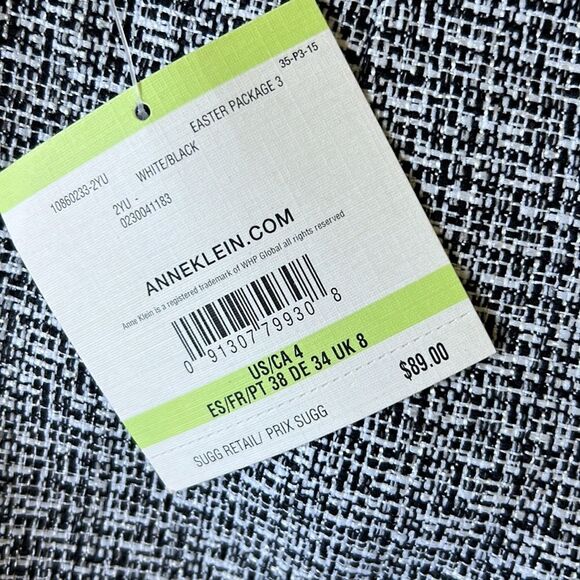 35-P3-15
10860233-2YU EASTER PACKAGE 3
2YU - WHITE/BLACK
0230041183
ANNEKLEIN.COM
Anne Klein is a registered trademark of WHP Global all rights reserved
0 91307 79930 8
US/CA 4
ES/FR/PT 38 DE 34 UK 8
SUGG RETAIL/ PRIX SUGG $89.00